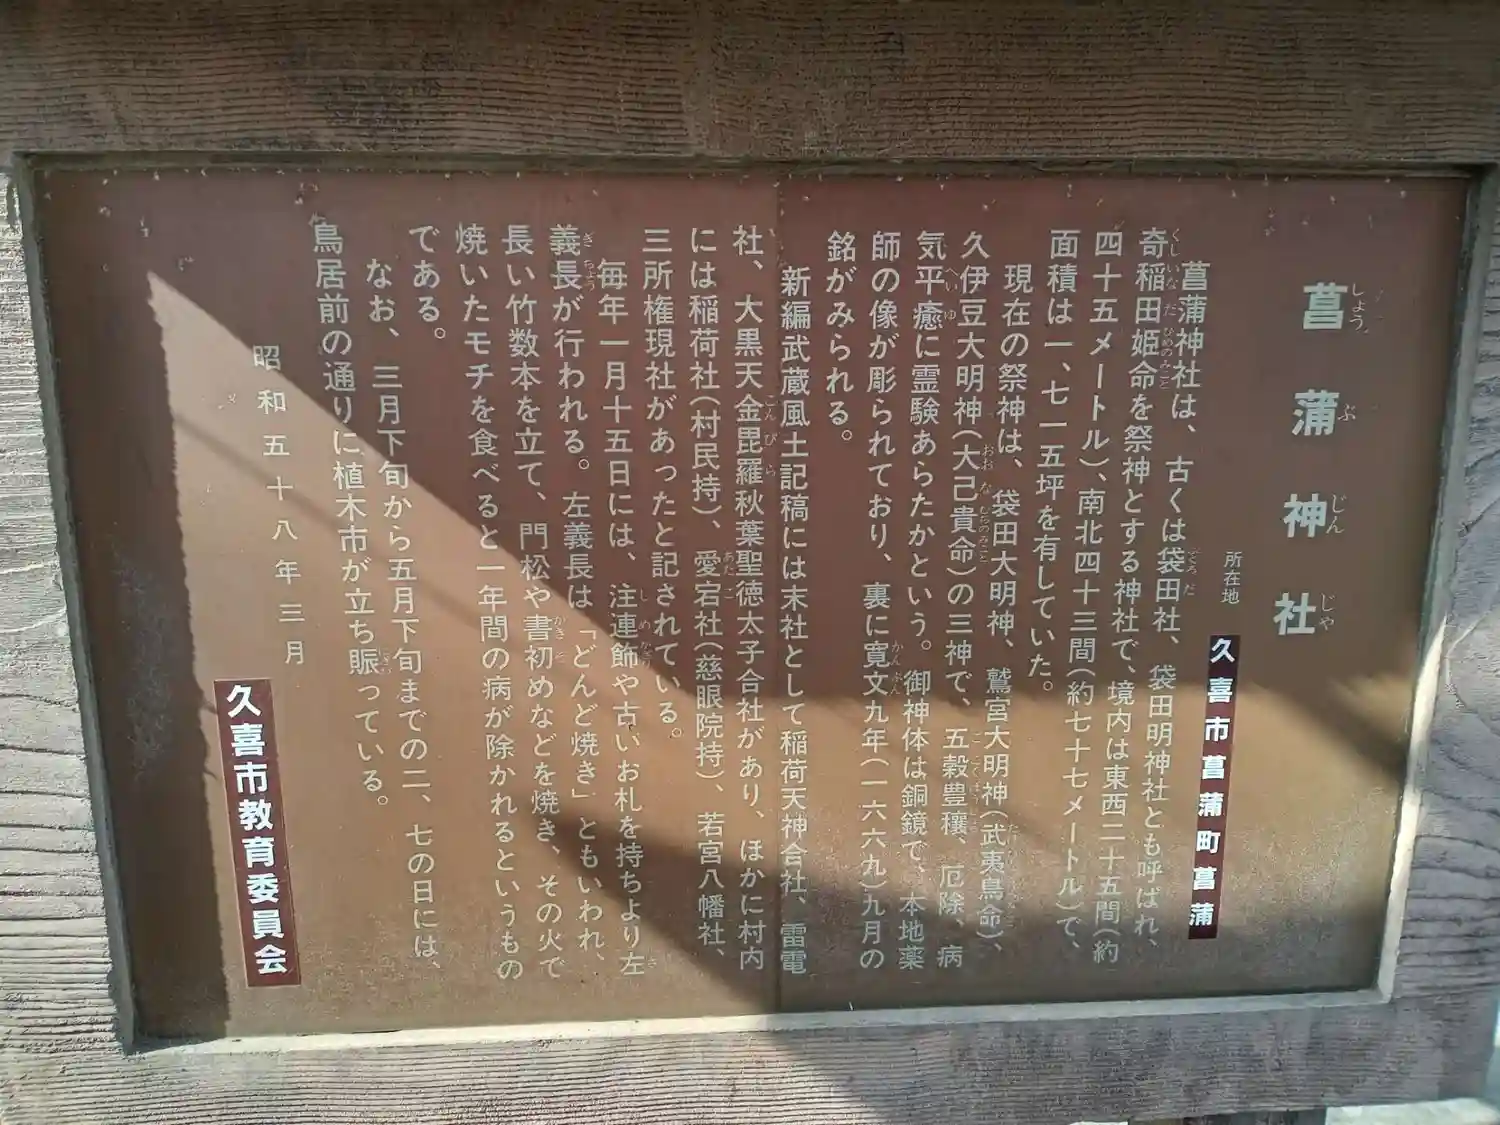 菖蒲神社
所在地 久喜市菖蒲町菖蒲
菖蒲神社は、古くは袋田社、袋田明神社とも呼ばれ、
奇稲田姫命を祭神とする神社で、境内は東西二十五間(約
四十五メートル)、南北四十三間(約七十七メートル)で、
面積は一、七一五坪を有していた。
現在の祭神は、袋田大明神、鷲宮大明神(武夷鳥命)、
久伊豆大明神(大己貴命)の三神で、五穀豊穰、厄除、病
気平癒に霊験あらたかという。御神体は銅鏡で、本地薬
師の像が彫られており、裏に寛文九年(一六六九)九月の
銘がみられる。
新編武蔵風土記稿には末社として稲荷天神合社、雷電
社、大黒天金毘羅秋葉聖徳太子合社があり、ほかに村内
には稲荷社(村民持)、愛宕社(慈眼院持)、若宮八幡社、
三所権現社があったと記されている。
毎年一月十五日には、注連飾や古いお札を持ちより左
義長が行われる。左義長は「どんど焼き」ともいわれ、
長い竹数本を立て、門松や書初めなどを焼き、その火で
焼いたモチを食べると一年間の病が除かれるというもの
である。
なお、三月下旬から五月下旬までの二、七の日には、
鳥居前の通りに植木市が立ち賑っている。
昭和五十八年三月
久喜市教育委員会